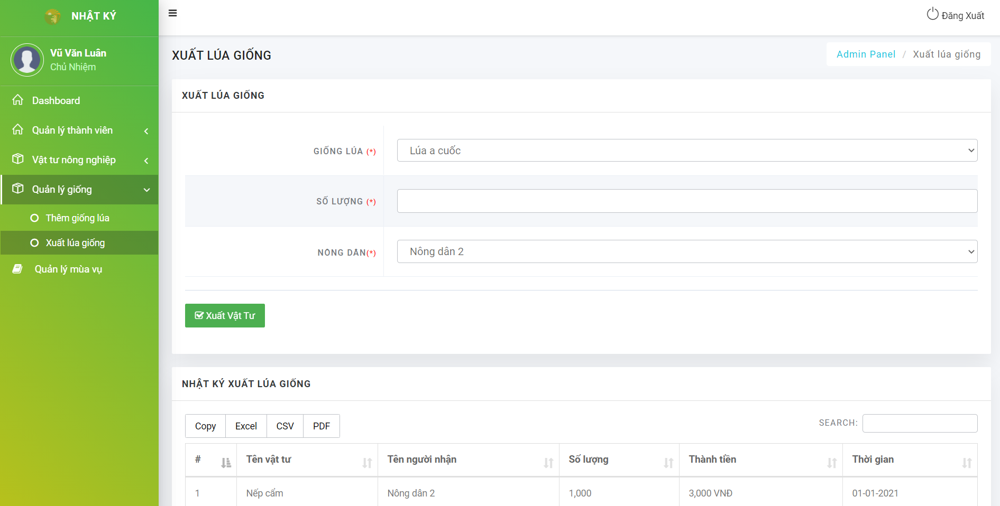 NHẬT KÝ
Đăng Xuất
Vũ Văn Luân
Chủ Nhiệm
Dashboard
Quản lý thành viên
Vật tư nông nghiệp
Quản lý giống
Thêm giống lúa
Xuất lúa giống
Quản lý mùa vụ
XUẤT LÚA GIỐNG
Admin Panel / Xuất lúa giống
XUẤT LÚA GIỐNG
GIỐNG LÚA (*) Lúa a cuốc
SỐ LƯỢNG (*)
NÔNG DÂN(*) Nông dân 2
Xuất Vật Tư
NHẬT KÝ XUẤT LÚA GIỐNG
Copy Excel CSV PDF SEARCH:
# Tên vật tư Tên người nhận Số lượng Thành tiền Thời gian
1 Nếp cẩm Nông dân 2 1,000 3,000 VNĐ 01-01-2021